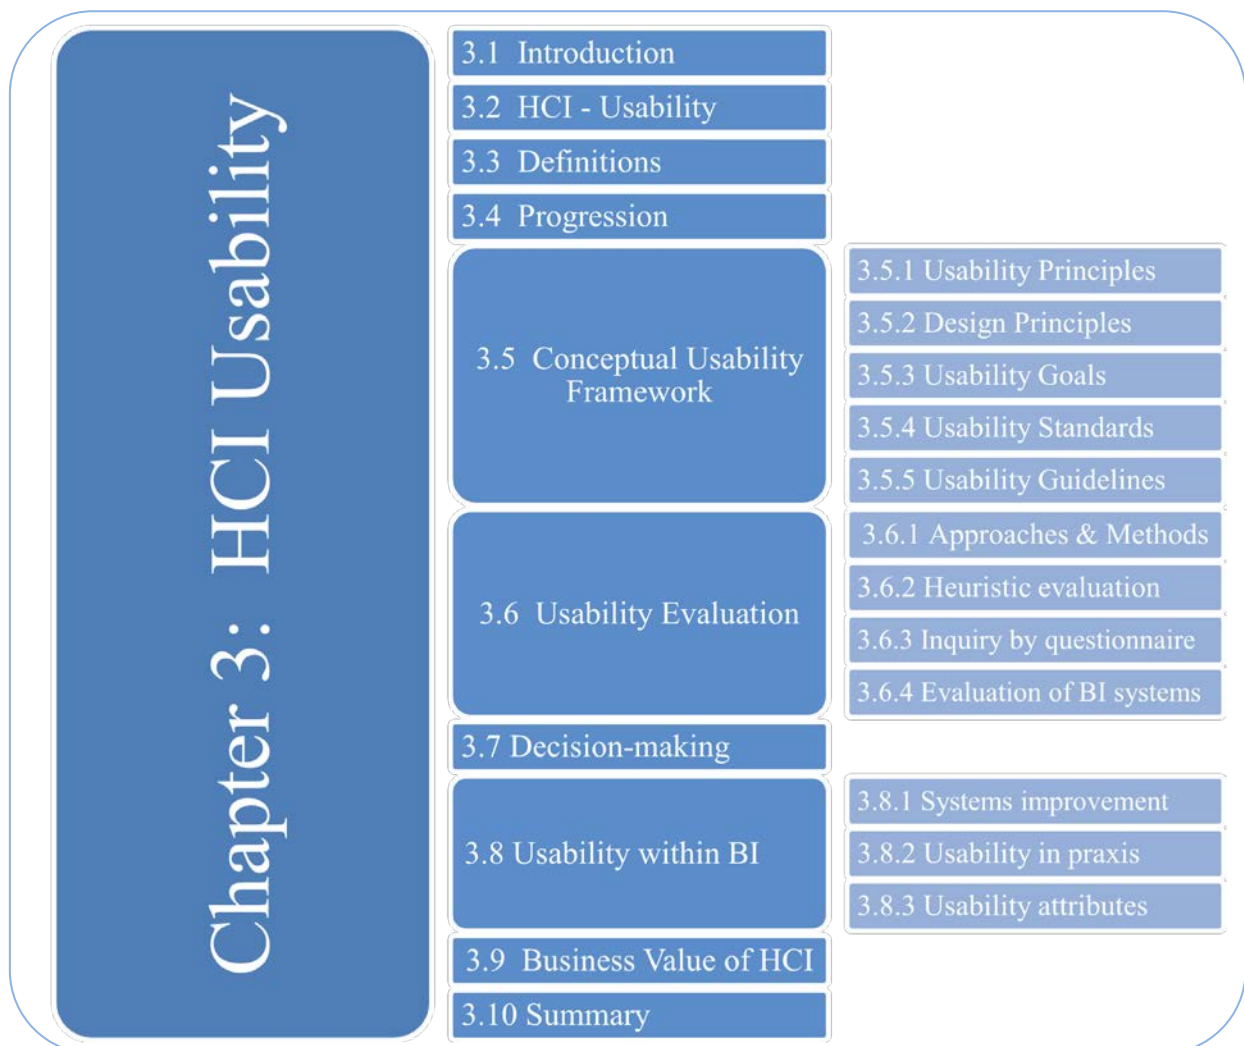 Chapter 3: HCI Usability
3.1 Introduction
3.2 HCI - Usability
3.3 Definitions
3.4 Progression
3.5 Conceptual Usability
Framework
3.5.1 Usability Principles
3.5.2 Design Principles
3.5.3 Usability Goals
3.5.4 Usability Standards
3.5.5 Usability Guidelines
3.6 Usability Evaluation
3.6.1 Approaches & Methods
3.6.2 Heuristic evaluation
3.6.3 Inquiry by questionnaire
3.6.4 Evaluation of BI systems
3.7 Decision-making
3.8 Usability within BI
3.8.1 Systems improvement
3.8.2 Usability in praxis
3.8.3 Usability attributes
3.9 Business Value of HCI
3.10 Summary